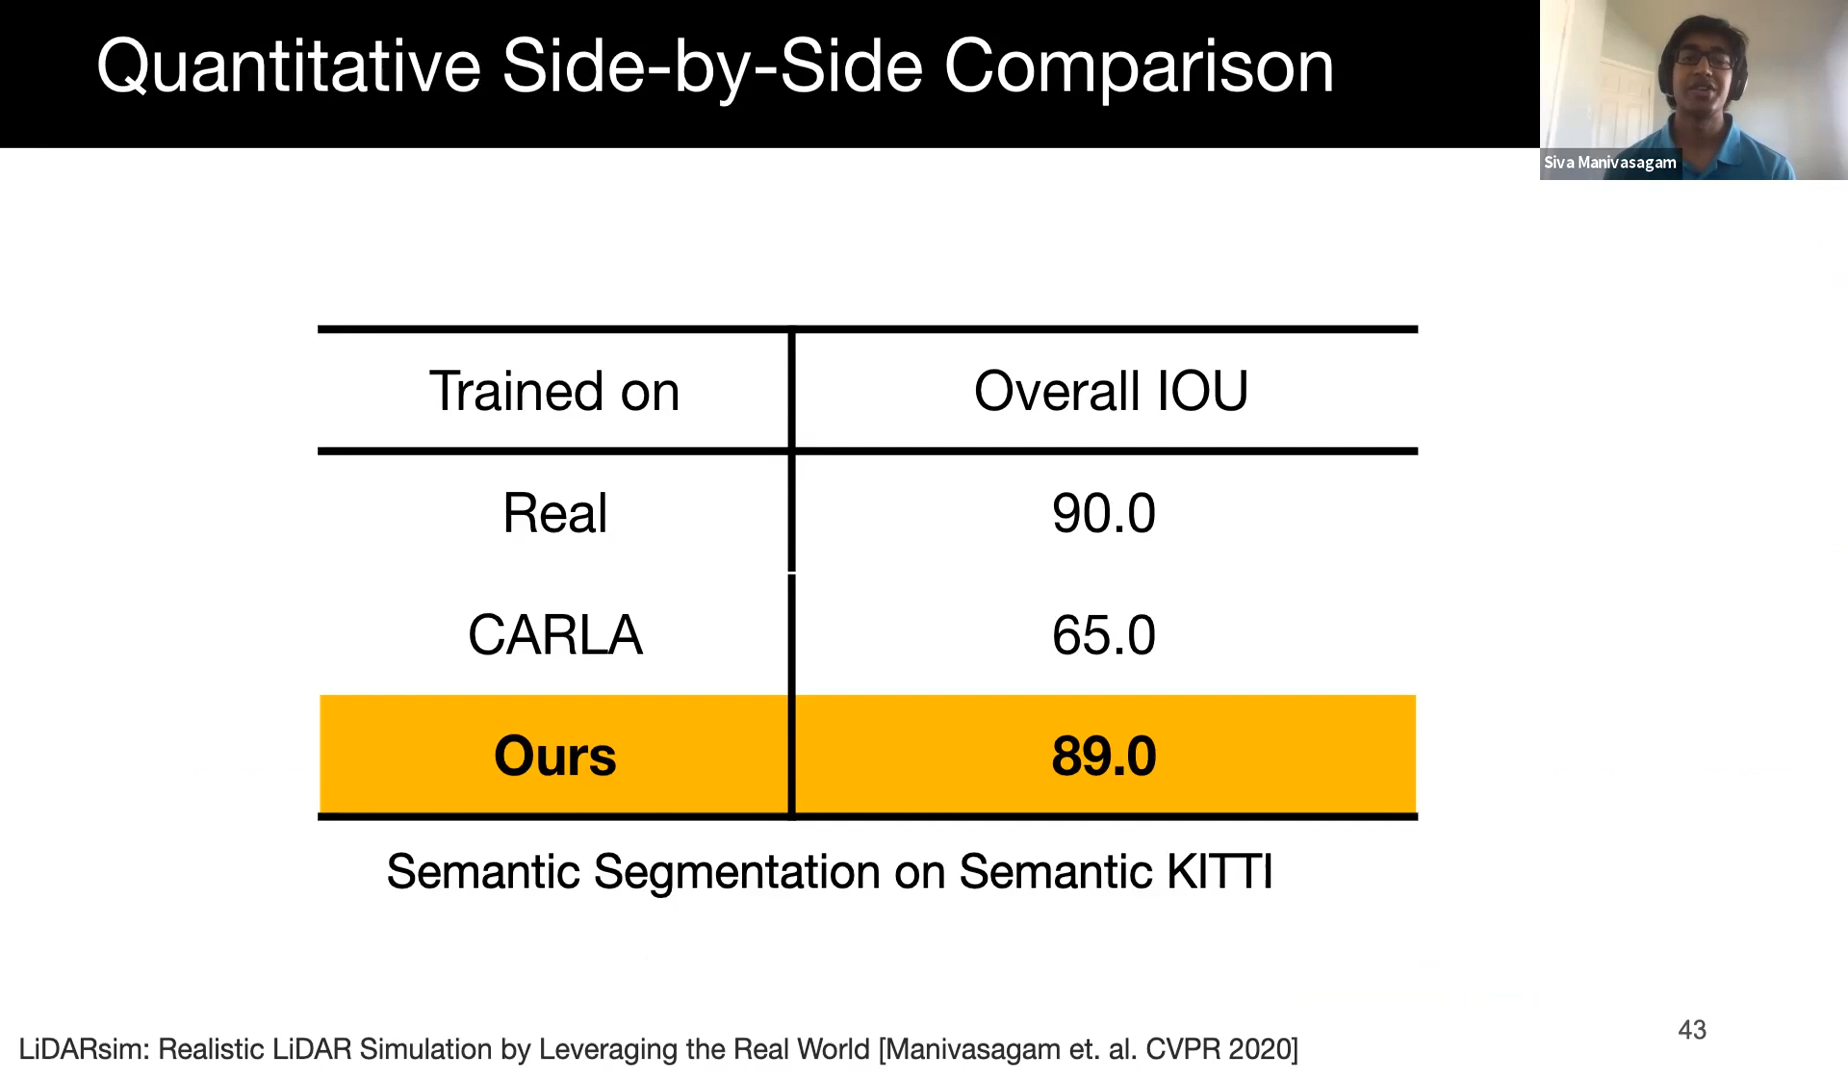 Quantitative Side-by-Side Comparison
Siva Manivasagam
Trained on Overall IOU
Real 90.0
CARLA 65.0
Ours 89.0
Semantic Segmentation on Semantic KITTI
43
LiDARsim: Realistic LiDAR Simulation by Leveraging the Real World [Manivasagam et. al. CVPR 2020]